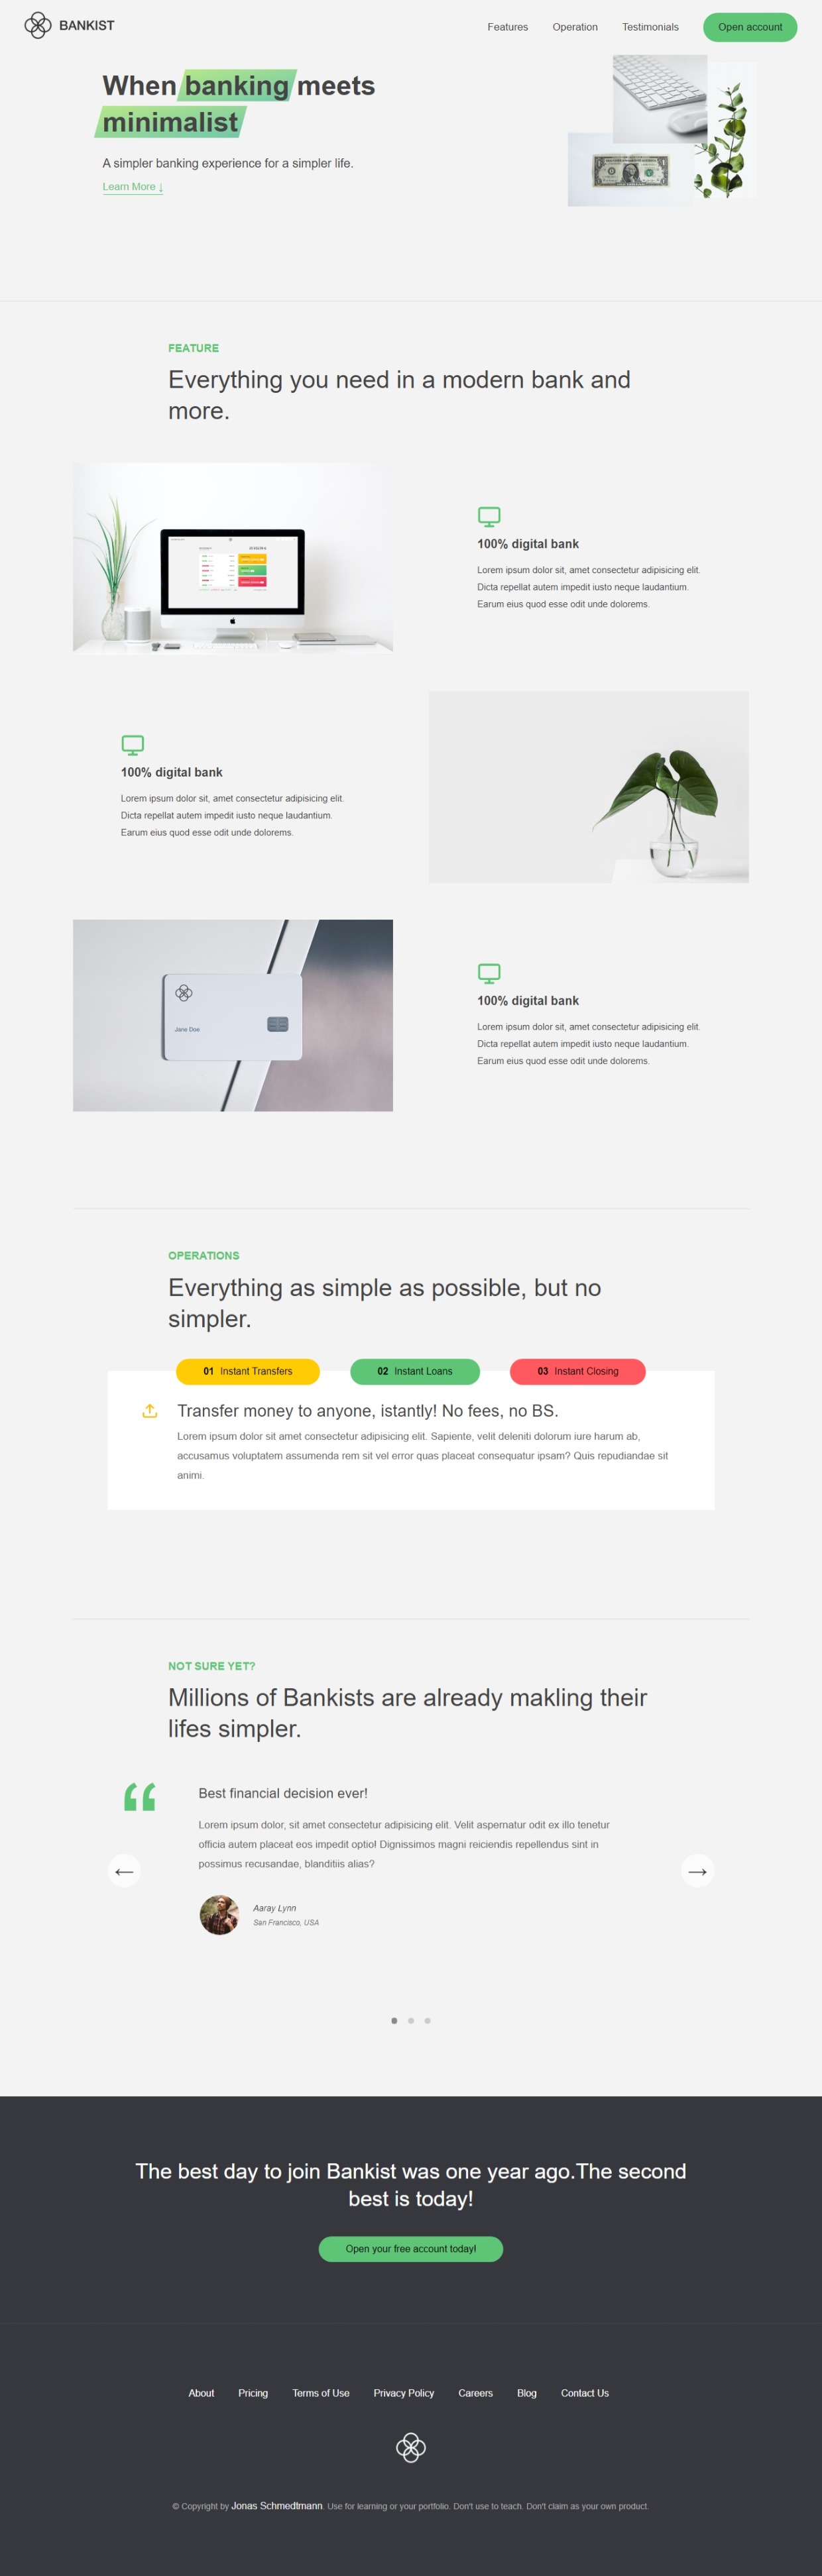 BANKIST
Features Operation Testimonials Open account
When banking meets
minimalist
A simpler banking experience for a simpler life.
Learn More ↓
FEATURE
Everything you need in a modern bank and
more.
100% digital bank
Lorem ipsum dolor sit, amet consectetur adipisicing elit.
Dicta repellat autem impedit iusto neque laudantium.
Earum eius quod esse odit unde dolorems.
100% digital bank
Lorem ipsum dolor sit, amet consectetur adipisicing elit.
Dicta repellat autem impedit iusto neque laudantium.
Earum eius quod esse odit unde dolorems.
Jane Doe
100% digital bank
Lorem ipsum dolor sit, amet consectetur adipisicing elit.
Dicta repellat autem impedit iusto neque laudantium.
Earum eius quod esse odit unde dolorems.
OPERATIONS
Everything as simple as possible, but no
simpler.
01 Instant Transfers 02 Instant Loans 03 Instant Closing
Transfer money to anyone, istantly! No fees, no BS.
Lorem ipsum dolor sit amet consectetur adipisicing elit. Sapiente, velit deleniti dolorum iure harum ab,
accusamus voluptatem assumenda rem sit vel error quas placeat consequatur ipsam? Quis repudiandae sit
animi.
NOT SURE YET?
Millions of Bankists are already makling their
lifes simpler.
Best financial decision ever!
Lorem ipsum dolor, sit amet consectetur adipisicing elit. Velit aspernatur odit ex illo tenetur
officia autem placeat eos impedit optio! Dignissimos magni reiciendis repellendus sint in
possimus recusandae, blanditiis alias?
Aaray Lynn
San Francisco, USA
The best day to join Bankist was one year ago.The second
best is today!
Open your free account today!
About Pricing Terms of Use Privacy Policy Careers Blog Contact Us
© Copyright by Jonas Schmedtmann. Use for learning or your portfolio. Don't use to teach. Don't claim as your own product.